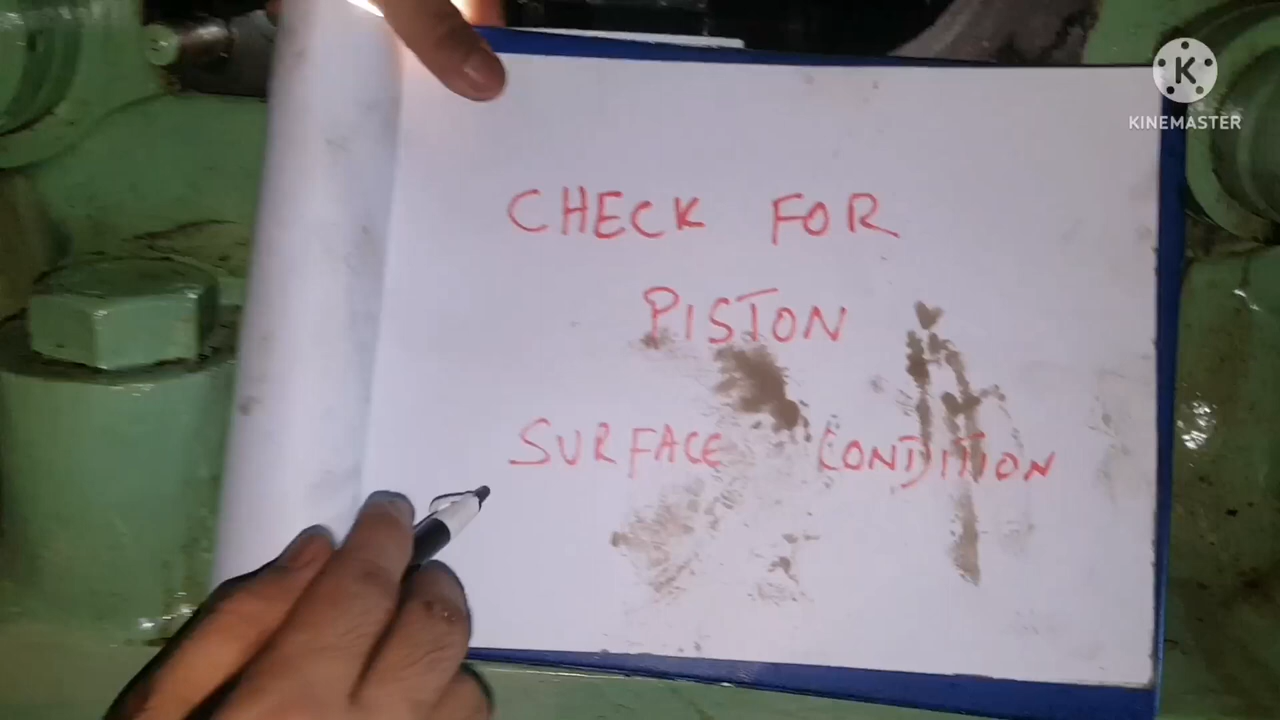 K
KINEMASTER
CHECK FOR
PISTON
SURFACE CONDITION